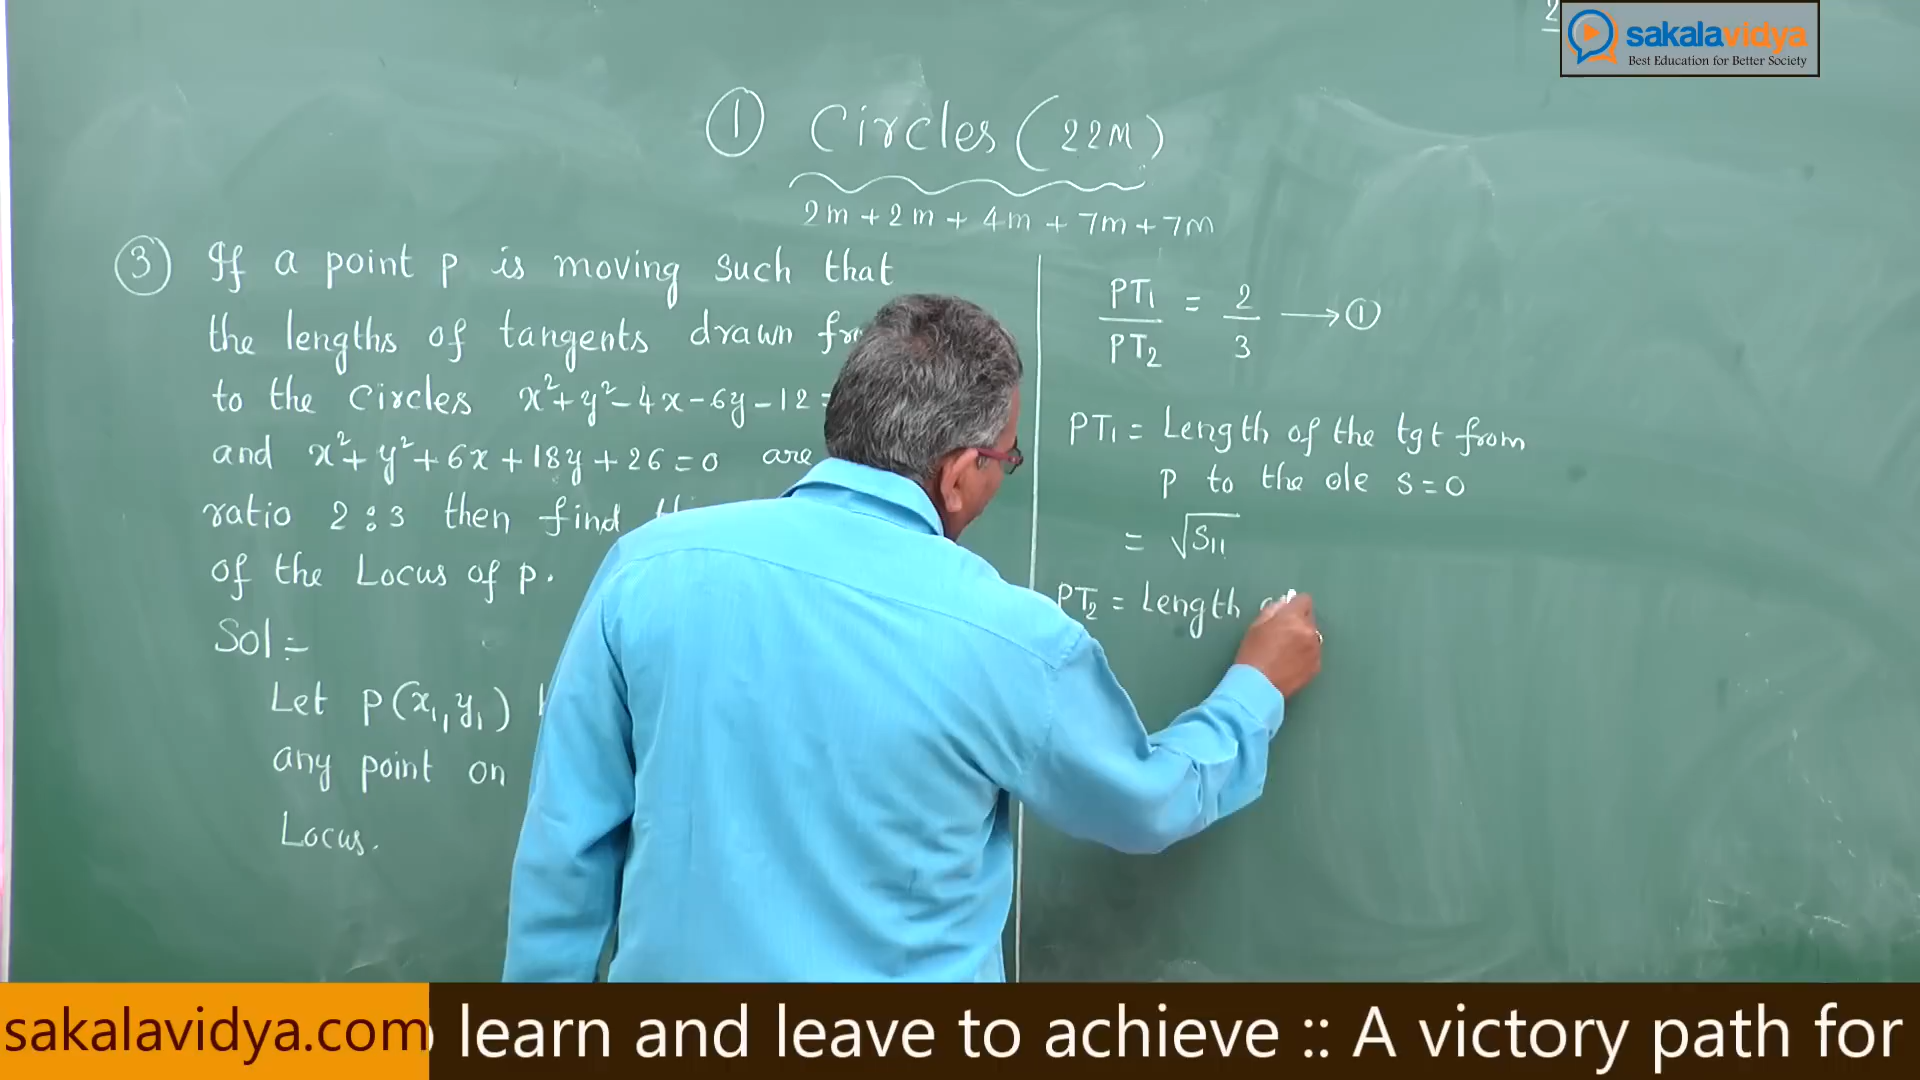 2
sakalavidya
Best Education for Better Society
① Circles (22M)
2m + 2m + 4m + 7m + 7M
③ If a point p is moving such that
the lengths of tangents drawn
to the Circles x²+y²-4x-6y-12=
and x²+y²+6x+18y+26=0 are
ratio 2:3 then find
of the Locus of p.
Sol:-
Let p(x₁,y₁)
any point on
Locus.
PT₁/PT₂ = 2/3 → ①
PT₁ = Length of the tgt from
p to the ole s=0
= √S₁₁
PT₂ = Length
sakalavidya.com learn and leave to achieve :: A victory path for